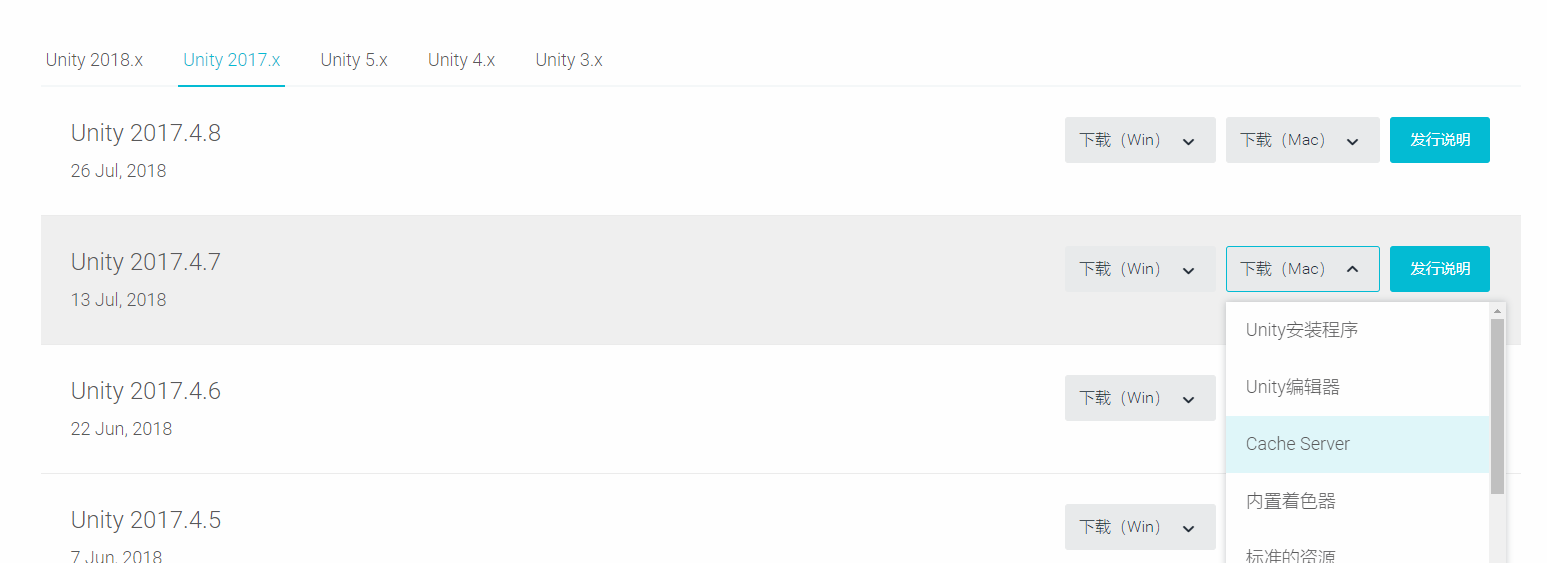 Unity 2018.x Unity 2017.x Unity 5.x Unity 4.x Unity 3.x
Unity 2017.4.8
26 Jul, 2018
下载（Win） 下载（Mac） 发行说明
Unity 2017.4.7
13 Jul, 2018
下载（Win） 下载（Mac） 发行说明
Unity安装程序
Unity编辑器
Cache Server
内置着色器
标准的资源
Unity 2017.4.6
22 Jun, 2018
下载（Win）
Unity 2017.4.5
7 Jun, 2018
下载（Win）